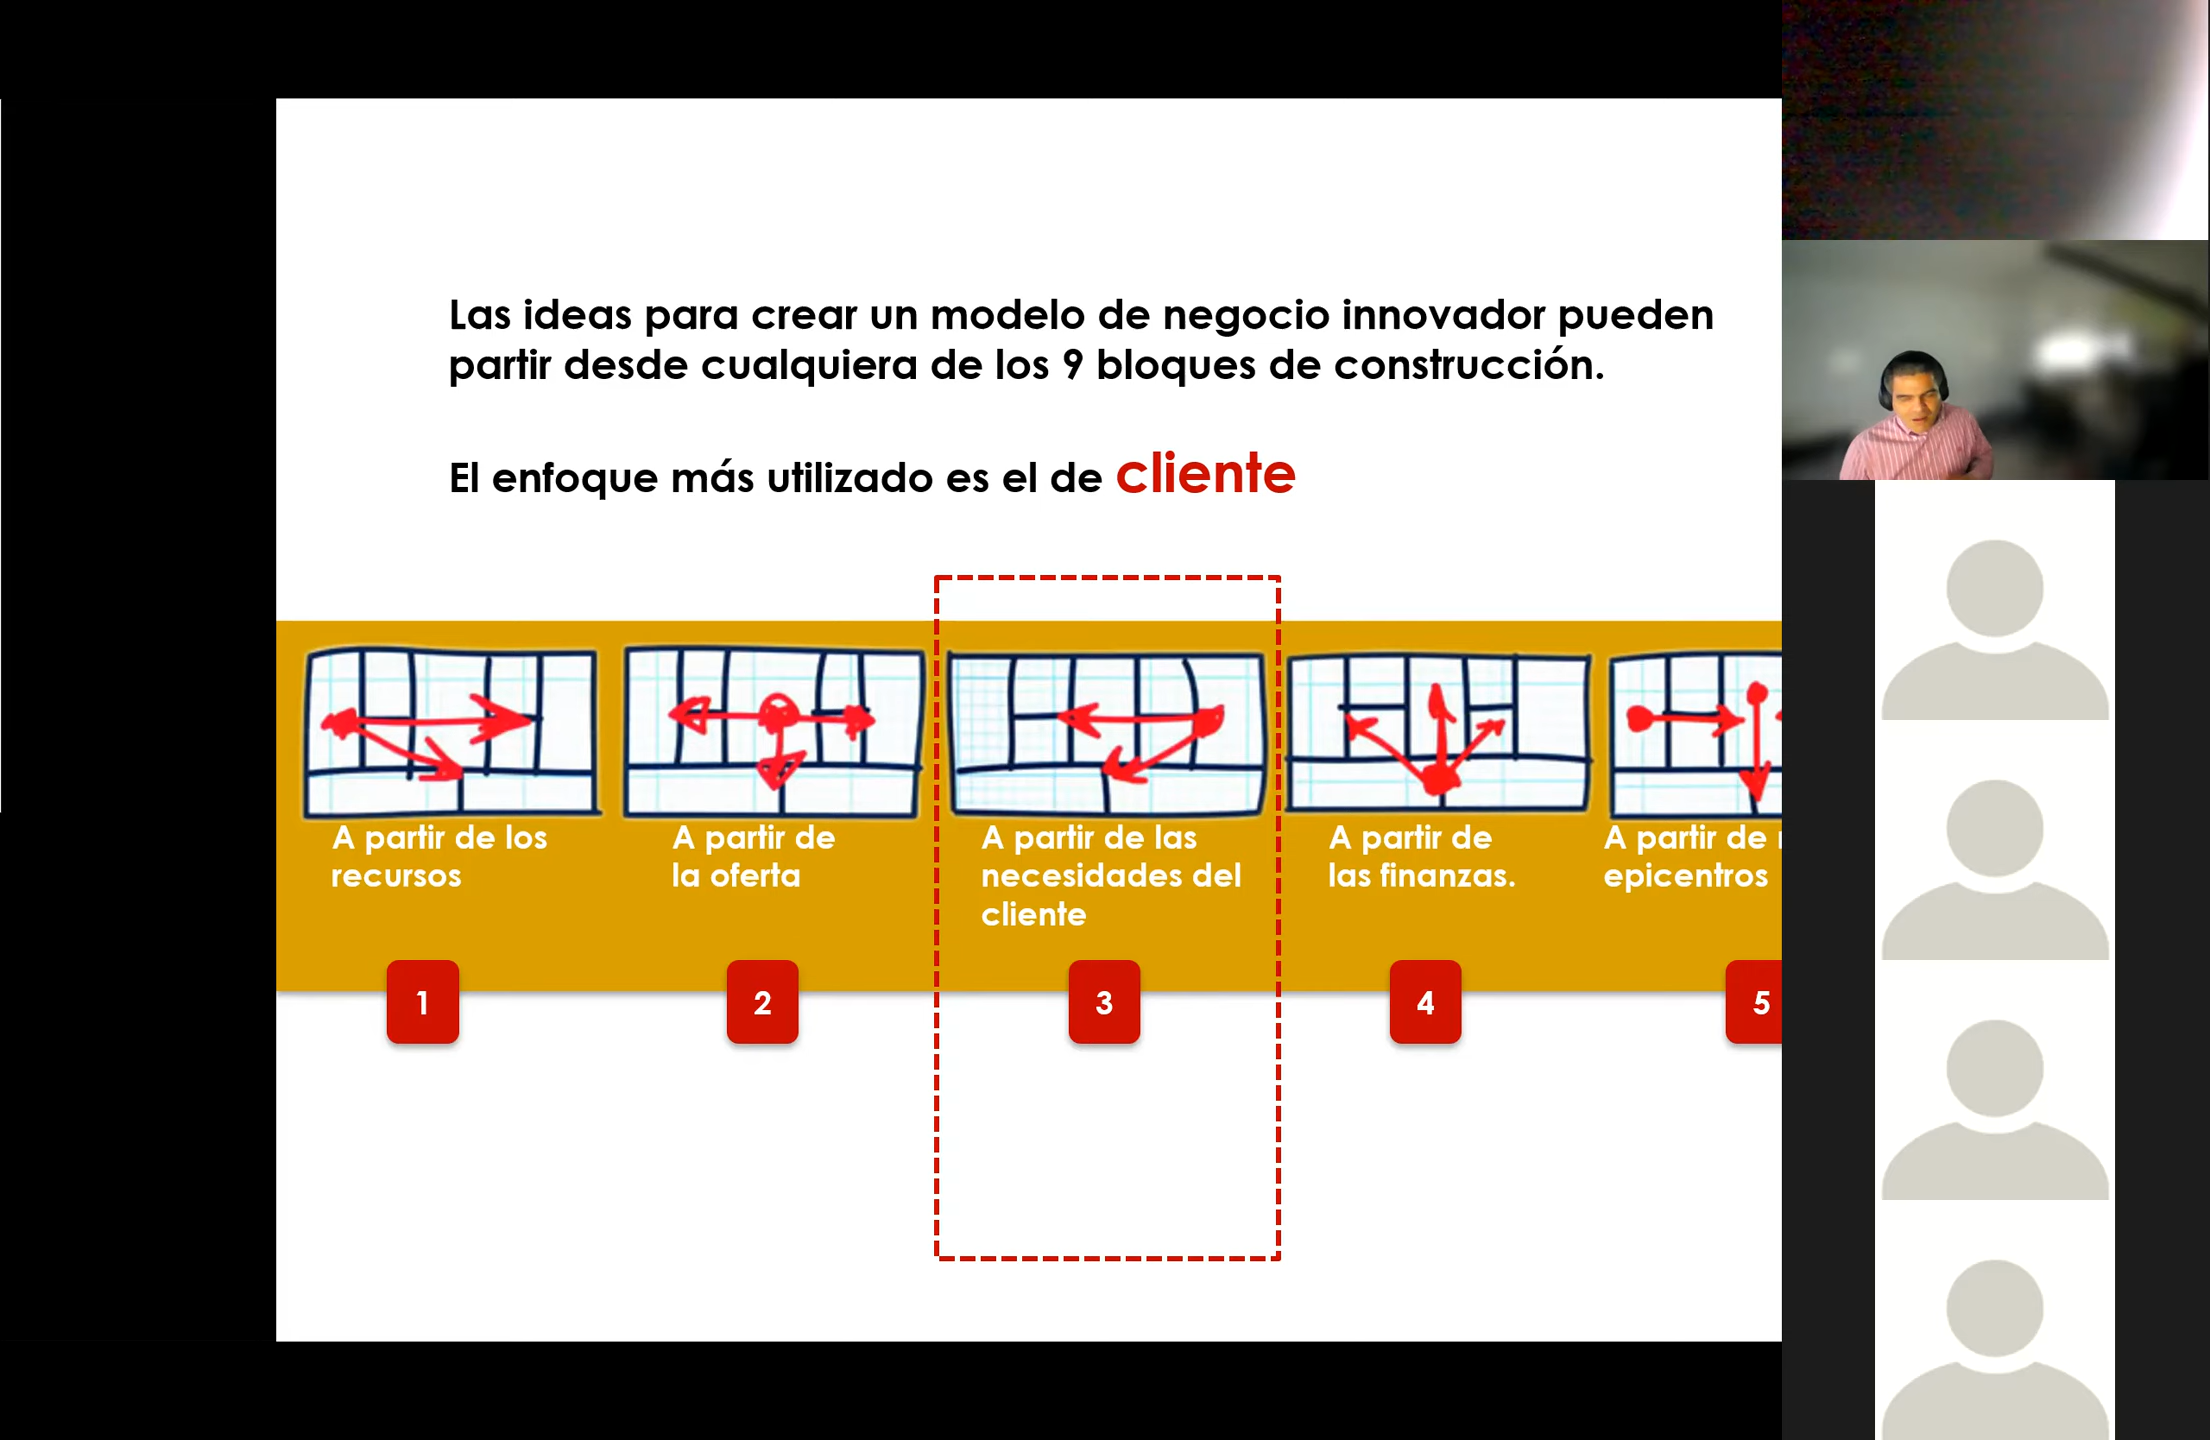 Las ideas para crear un modelo de negocio innovador pueden
partir desde cualquiera de los 9 bloques de construcción.
El enfoque más utilizado es el de cliente
A partir de los
recursos
A partir de
la oferta
A partir de las
necesidades del
cliente
A partir de
las finanzas.
A partir de
epicentros
1
2
3
4
5